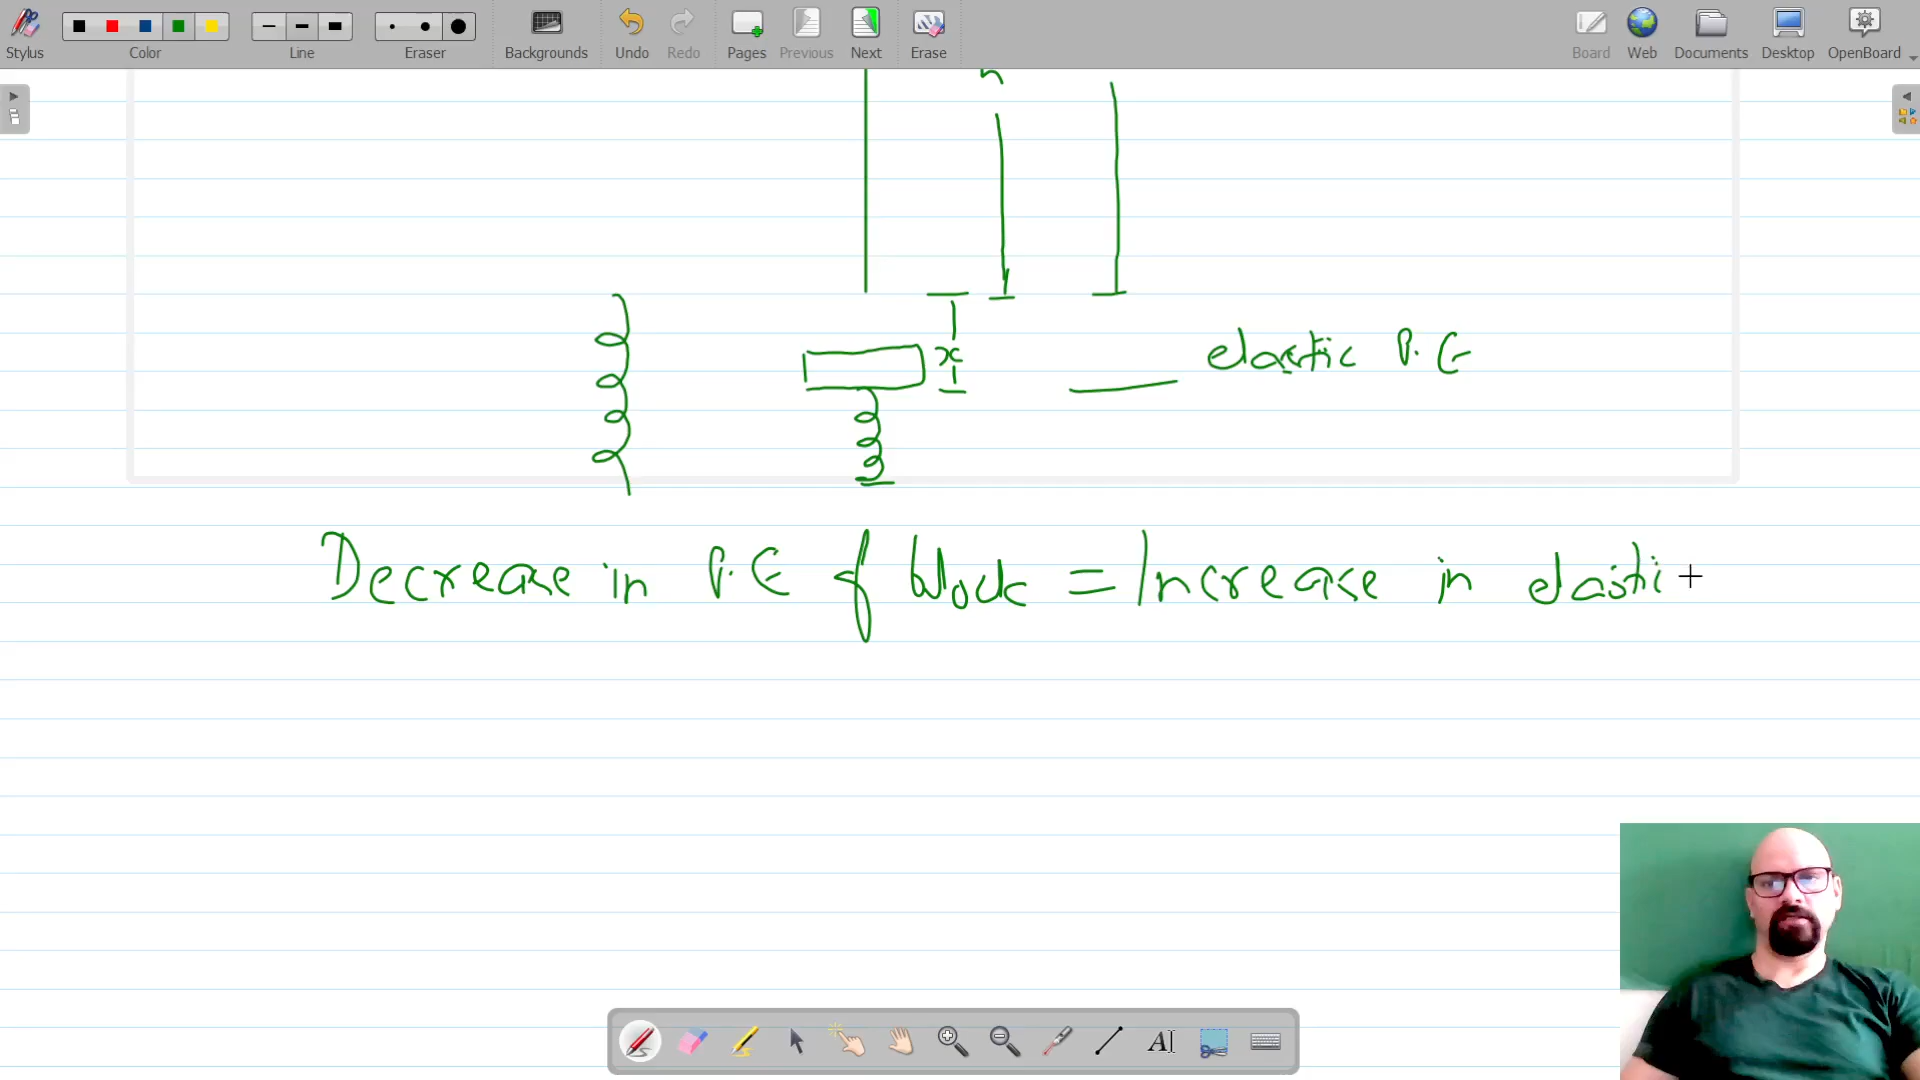 Stylus Color Line Eraser Backgrounds Undo Redo Pages Previous Next Erase Board Web Documents Desktop OpenBoard
h
x
elastic P.E
Decrease in P.E of block = Increase in elasti
AI